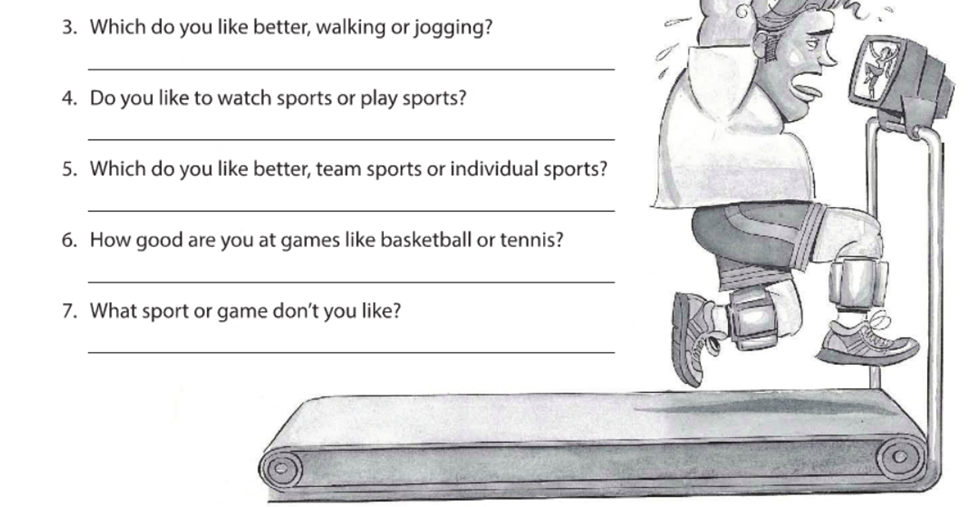 3. Which do you like better, walking or jogging?
4. Do you like to watch sports or play sports?
5. Which do you like better, team sports or individual sports?
6. How good are you at games like basketball or tennis?
7. What sport or game don't you like?